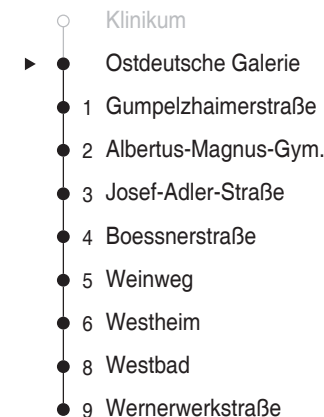 Klinikum
Ostdeutsche Galerie
1 Gumpelzhaimerstraße
2 Albertus-Magnus-Gym.
3 Josef-Adler-Straße
4 Boessnerstraße
5 Weinweg
6 Westheim
8 Westbad
9 Wernerwerkstraße